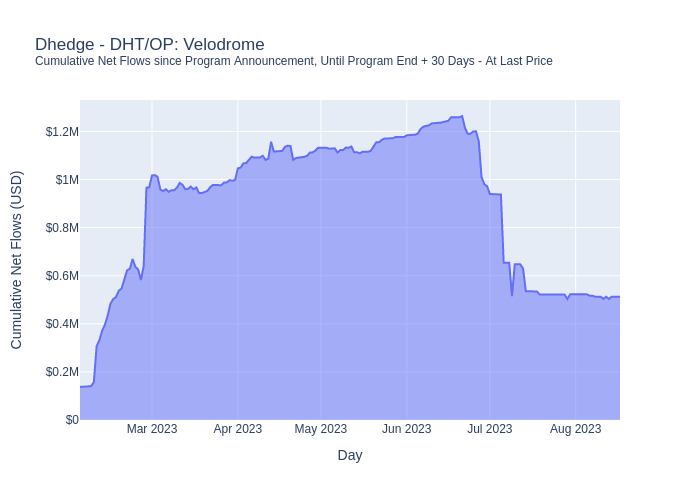 Dhedge - DHT/OP: Velodrome
Cumulative Net Flows since Program Announcement, Until Program End + 30 Days - At Last Price
Cumulative Net Flows (USD)
$1.2M
$1M
$0.8M
$0.6M
$0.4M
$0.2M
$0
Mar 2023 Apr 2023 May 2023 Jun 2023 Jul 2023 Aug 2023
Day